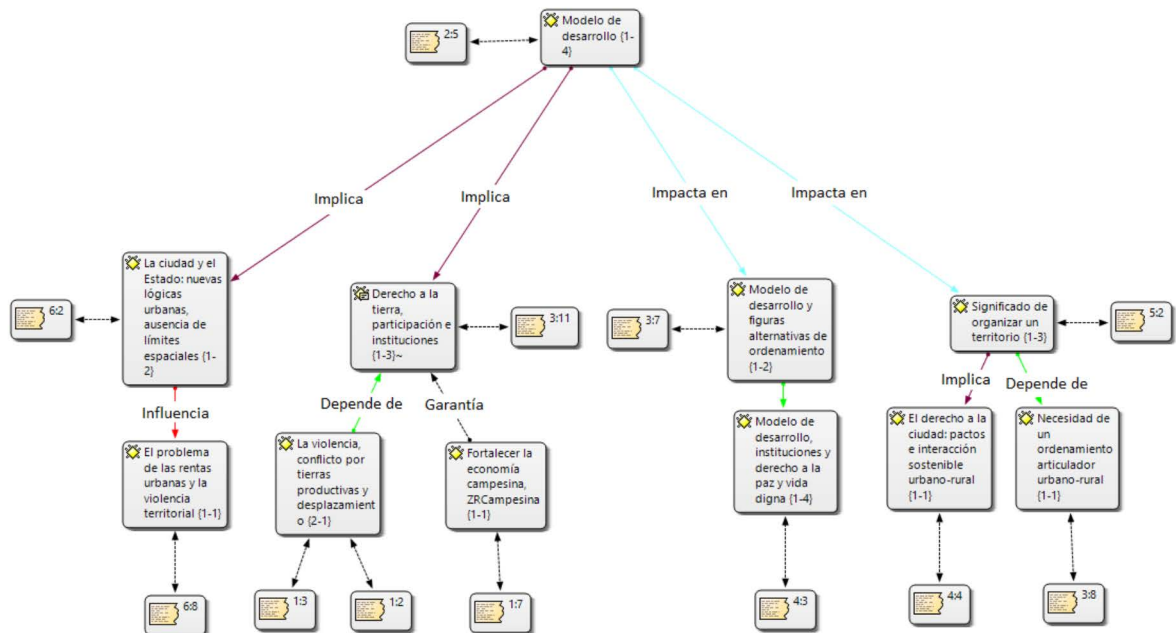 2:5
Modelo de
desarrollo {1-
4}
Implica
Implica
Impacta en
Impacta en
6:2
La ciudad y el
Estado: nuevas
lógicas
urbanas,
ausencia de
límites
espaciales {1-
2}
Derecho a la
tierra,
participación e
instituciones
{1-3}~
3:11
3:7
Modelo de
desarrollo y
figuras
alternativas de
ordenamiento
{1-2}
Significado de
organizar un
territorio {1-3}
5:2
Influencia
Depende de
Garantía
Implica
Depende de
El problema
de las rentas
urbanas y la
violencia
territorial {1-1}
La violencia,
conflicto por
tierras
productivas y
desplazamient
o {2-1}
Fortalecer la
economía
campesina,
ZRCampesina
{1-1}
Modelo de
desarrollo,
instituciones y
derecho a la
paz y vida
digna {1-4}
El derecho a la
ciudad: pactos
e interacción
sostenible
urbano-rural
{1-1}
Necesidad de
un
ordenamiento
articulador
urbano-rural
{1-1}
6:8
1:3
1:2
1:7
4:3
4:4
3:8